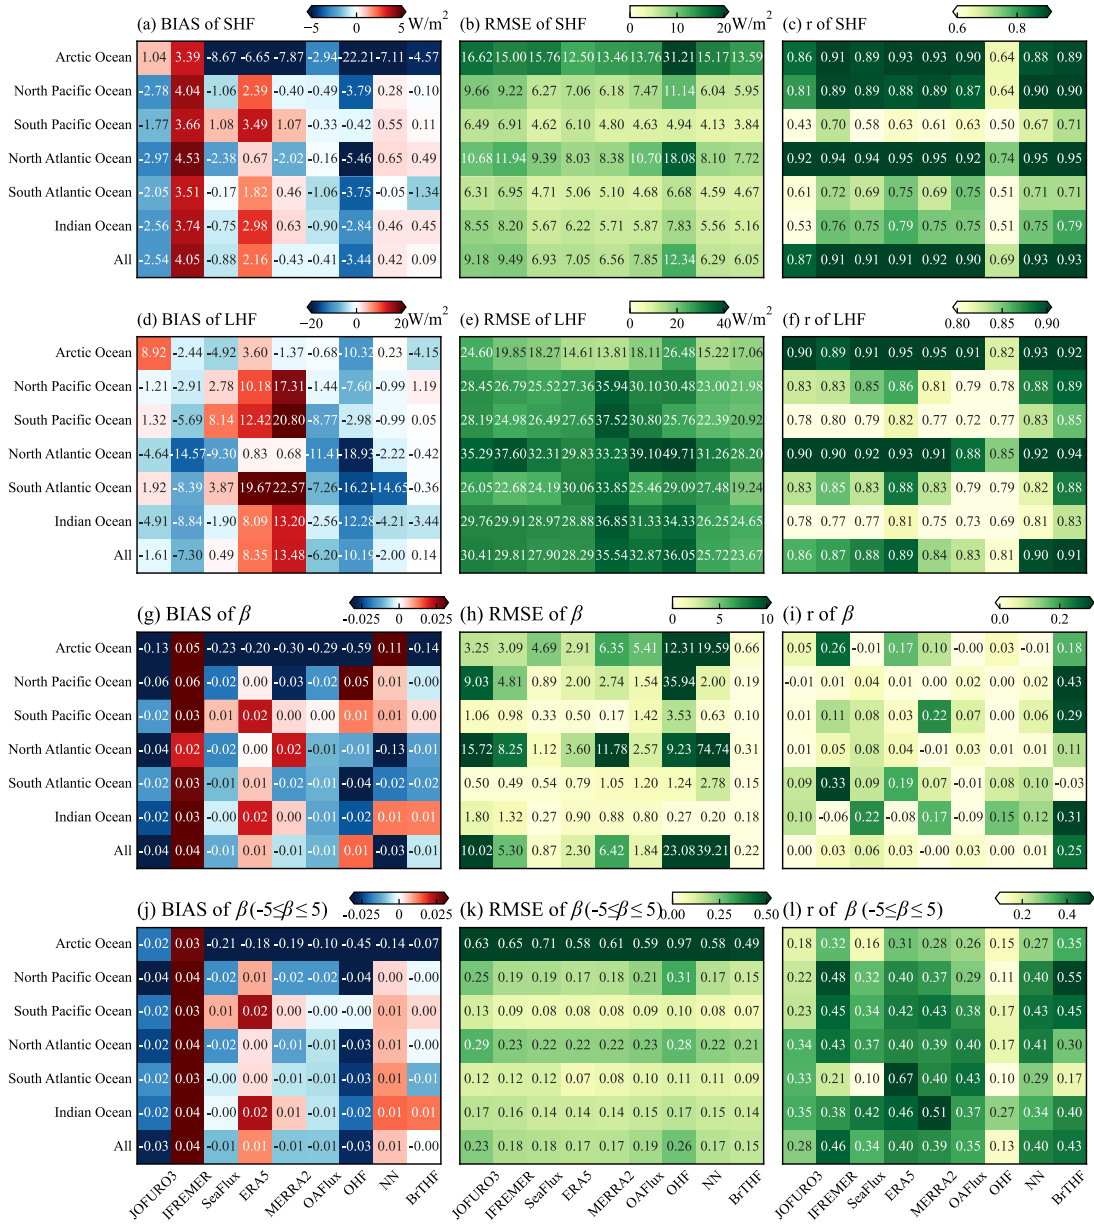 (a) BIAS of SHF
−5 0 5
W/m²
Arctic Ocean 1.04 3.39 -8.67 -6.65 -7.87 -2.94 -22.21 -7.11 -4.57
North Pacific Ocean -2.78 4.04 -1.06 2.39 -0.40 -0.49 -3.79 0.28 -0.10
South Pacific Ocean -1.77 3.66 1.08 3.49 1.07 -0.33 -0.42 0.55 0.11
North Atlantic Ocean -2.97 4.53 -2.38 0.67 -2.02 -0.16 -5.46 0.65 0.49
South Atlantic Ocean -2.05 3.51 -0.17 1.82 0.46 -1.06 -3.75 -0.05 -1.34
Indian Ocean -2.56 3.74 -0.75 2.98 0.63 -0.90 -2.84 0.46 0.45
All -2.54 4.05 -0.88 2.16 -0.43 -0.41 -3.44 0.42 0.09
(b) RMSE of SHF
0 10 20
W/m²
16.62 15.00 15.76 12.50 13.46 13.76 31.21 15.17 13.59
9.66 9.22 6.27 7.06 6.18 7.47 11.14 6.04 5.95
6.49 6.91 4.62 6.10 4.80 4.63 4.94 4.13 3.84
10.68 11.94 9.39 8.03 8.38 10.70 18.08 8.10 7.72
6.31 6.95 4.71 5.06 5.10 4.68 6.68 4.59 4.67
8.55 8.20 5.67 6.22 5.71 5.87 7.83 5.56 5.16
9.18 9.49 6.93 7.05 6.56 7.85 12.34 6.29 6.05
(c) r of SHF
0.6 0.8
0.86 0.91 0.89 0.93 0.93 0.90 0.64 0.88 0.89
0.81 0.89 0.88 0.88 0.89 0.87 0.64 0.90 0.90
0.43 0.70 0.58 0.63 0.61 0.63 0.50 0.67 0.71
0.92 0.94 0.94 0.95 0.95 0.92 0.74 0.95 0.95
0.61 0.72 0.69 0.75 0.69 0.75 0.51 0.71 0.71
0.53 0.76 0.75 0.79 0.75 0.76 0.51 0.75 0.79
0.87 0.91 0.91 0.91 0.92 0.90 0.69 0.93 0.93
(d) BIAS of LHF
−20 0 20
W/m²
Arctic Ocean 8.92 -2.44 -4.92 3.60 -1.37 -0.68 -10.32 0.23 -4.15
North Pacific Ocean -1.21 -2.91 2.78 10.18 17.31 -1.44 -7.60 -0.99 1.19
South Pacific Ocean 1.32 -5.69 8.14 12.42 20.80 -8.77 -2.98 -0.99 0.05
North Atlantic Ocean -4.64 -14.57 -9.30 0.83 0.68 -11.41 -18.93 -2.22 -0.42
South Atlantic Ocean 1.92 -8.39 3.87 19.67 22.57 -7.26 -16.21 -14.65 -0.36
Indian Ocean -4.91 -8.84 -1.90 8.09 13.20 -2.56 -12.28 -4.21 -3.44
All -1.61 -7.30 0.49 8.35 13.48 -6.20 -10.19 -2.00 0.14
(e) RMSE of LHF
0 20 40
W/m²
24.60 19.85 18.27 14.61 13.81 18.11 26.48 15.22 17.06
28.45 29.79 25.52 27.36 35.94 30.10 30.48 23.00 21.98
28.19 24.98 26.49 27.65 37.52 30.80 25.76 22.39 20.92
35.29 37.60 32.31 29.83 33.23 39.10 49.71 31.26 28.20
26.05 22.68 24.19 30.06 33.85 25.46 29.09 27.48 19.24
29.76 29.91 28.97 28.88 36.85 31.33 34.33 26.25 24.65
30.41 29.81 27.90 28.29 35.54 32.87 36.05 25.72 23.67
(f) r of LHF
0.80 0.85 0.90
0.90 0.89 0.91 0.95 0.95 0.91 0.82 0.93 0.92
0.83 0.83 0.85 0.86 0.81 0.79 0.78 0.88 0.89
0.78 0.80 0.79 0.82 0.77 0.72 0.77 0.83 0.85
0.90 0.90 0.92 0.93 0.91 0.88 0.85 0.92 0.94
0.83 0.85 0.83 0.88 0.83 0.79 0.79 0.82 0.88
0.78 0.77 0.77 0.81 0.75 0.73 0.69 0.81 0.83
0.86 0.87 0.88 0.89 0.84 0.83 0.81 0.90 0.91
(g) BIAS of β
-0.025 0 0.025
Arctic Ocean -0.13 0.05 -0.23 -0.20 -0.30 -0.29 -0.59 0.11 -0.14
North Pacific Ocean -0.06 0.06 -0.02 0.00 -0.03 -0.02 0.05 0.01 -0.00
South Pacific Ocean -0.02 0.03 0.01 0.02 0.00 0.00 0.01 0.01 0.00
North Atlantic Ocean -0.04 0.02 -0.02 0.00 0.02 -0.01 -0.01 -0.13 -0.01
South Atlantic Ocean -0.02 0.03 -0.01 0.01 -0.02 -0.01 -0.04 -0.02 -0.02
Indian Ocean -0.02 0.03 -0.00 0.02 0.00 -0.01 -0.02 0.01 0.01
All -0.04 0.04 -0.01 0.01 -0.01 -0.01 0.01 -0.03 -0.01
(h) RMSE of β
0 5 10
3.25 3.09 4.69 2.91 6.35 5.41 12.31 19.59 0.66
9.03 4.81 0.89 2.00 2.74 1.54 35.94 2.00 0.19
1.06 0.98 0.33 0.50 0.17 1.42 3.53 0.63 0.10
15.72 8.25 1.12 3.60 11.78 2.57 9.23 74.74 0.31
0.50 0.49 0.54 0.79 1.05 1.20 1.24 2.78 0.15
1.80 1.32 0.27 0.90 0.88 0.80 0.27 0.20 0.18
10.02 5.30 0.87 2.30 6.42 1.84 23.08 39.21 0.22
(i) r of β
0.0 0.2
0.05 0.26 -0.01 0.17 0.10 -0.00 0.03 -0.01 0.18
-0.01 0.01 0.04 0.01 0.00 0.00 0.00 0.02 0.43
0.01 0.11 0.08 0.03 0.22 0.07 0.00 0.06 0.29
0.01 0.05 0.08 0.04 -0.01 0.03 0.01 0.01 0.11
0.09 0.33 0.09 0.19 0.07 -0.01 0.08 0.10 -0.03
0.10 -0.06 0.22 -0.08 0.17 -0.09 0.15 0.12 0.31
0.00 0.03 0.06 0.03 -0.00 0.03 0.00 0.01 0.25
(j) BIAS of β(-5≤β≤ 5)
-0.025 0 0.025
Arctic Ocean -0.02 0.03 -0.21 -0.18 -0.19 -0.10 -0.45 -0.14 -0.07
North Pacific Ocean -0.04 0.04 -0.02 0.01 -0.02 -0.02 -0.04 0.00 -0.00
South Pacific Ocean -0.02 0.03 0.01 0.02 0.00 -0.00 -0.00 0.01 0.00
North Atlantic Ocean -0.02 0.04 -0.02 0.00 -0.01 -0.01 -0.03 0.01 -0.00
South Atlantic Ocean -0.02 0.03 -0.00 0.00 -0.00 -0.01 -0.03 0.01 -0.01
Indian Ocean -0.02 0.04 -0.00 0.02 0.01 -0.01 -0.02 0.01 0.01
All -0.03 0.04 -0.01 0.01 -0.01 -0.01 -0.03 0.01 -0.00
(k) RMSE of β(-5≤β≤ 5)
0.00 0.25 0.50
0.63 0.65 0.71 0.58 0.61 0.59 0.97 0.58 0.49
0.25 0.19 0.19 0.17 0.18 0.21 0.31 0.17 0.15
0.13 0.09 0.08 0.08 0.08 0.09 0.10 0.08 0.07
0.29 0.23 0.22 0.22 0.22 0.23 0.28 0.22 0.21
0.12 0.12 0.12 0.07 0.08 0.10 0.11 0.11 0.09
0.17 0.16 0.14 0.14 0.14 0.15 0.17 0.15 0.14
0.23 0.18 0.18 0.17 0.17 0.19 0.26 0.17 0.15
(l) r of β (-5≤β≤ 5)
0.2 0.4
0.18 0.32 0.16 0.31 0.28 0.26 0.15 0.27 0.35
0.22 0.48 0.32 0.40 0.37 0.29 0.11 0.40 0.55
0.23 0.45 0.34 0.42 0.43 0.38 0.17 0.43 0.45
0.34 0.43 0.37 0.40 0.39 0.40 0.17 0.41 0.30
0.33 0.21 0.10 0.67 0.40 0.43 0.10 0.29 0.17
0.35 0.38 0.42 0.46 0.51 0.37 0.27 0.34 0.40
0.28 0.46 0.34 0.40 0.39 0.35 0.13 0.40 0.43
JOFURO3 IFREMER SeaFlux ERA5 MERRA2 OAFlux OHF NN BrTHF
JOFURO3 IFREMER SeaFlux ERA5 MERRA2 OAFlux OHF NN BrTHF
JOFURO3 IFREMER SeaFlux ERA5 MERRA2 OAFlux OHF NN BrTHF